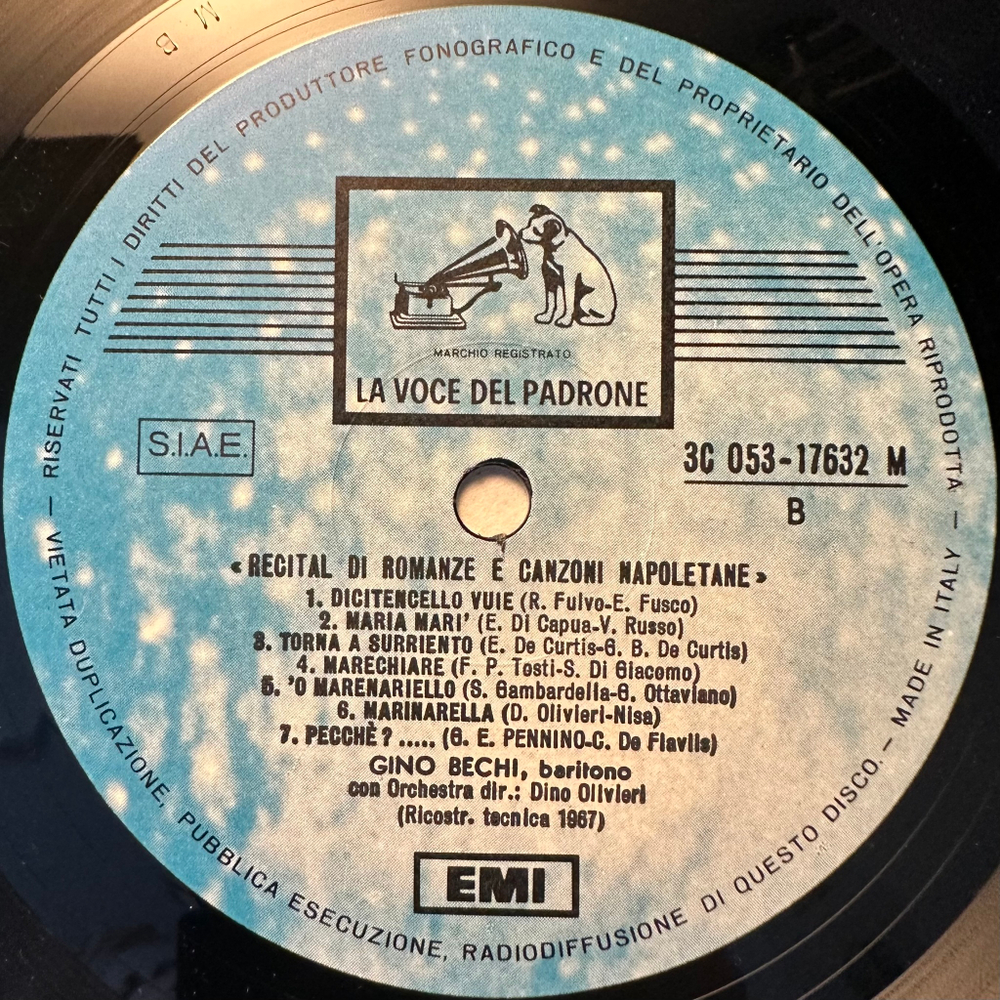 M B
RISERVATI TUTTI I DIRITTI DEL PRODUTTORE FONOGRAFICO E DEL PROPRIETARIO DELL'OPERA RIPRODOTTA — MADE IN ITALY
MARCHIO REGISTRATO
LA VOCE DEL PADRONE
S.I.A.E.
3C 053-17632 M
B
«RECITAL DI ROMANZE E CANZONI NAPOLETANE»
1. DICITENCELLO VUIE (R. Fulvo-E. Fusco)
2. MARIA MARI' (E. Di Capua-V. Russo)
3. TORNA A SURRIENTO (E. De Curtis-G. B. De Curtis)
4. MARECHIARE (F. P. Tosti-S. Di Giacomo)
5. 'O MARENARIELLO (S. Gambardella-G. Ottaviano)
6. MARINARELLA (D. Olivieri-Nisa)
7. PECCHÈ ? ..... (G. E. PENNINO-C. De Flaviis)
GINO BECHI, baritono
con Orchestra dir.: Dino Olivieri
(Ricostr. tecnica 1967)
EMI
— VIETATA DUPLICAZIONE, PUBBLICA ESECUZIONE, RADIODIFFUSIONE DI QUESTO DISCO. —